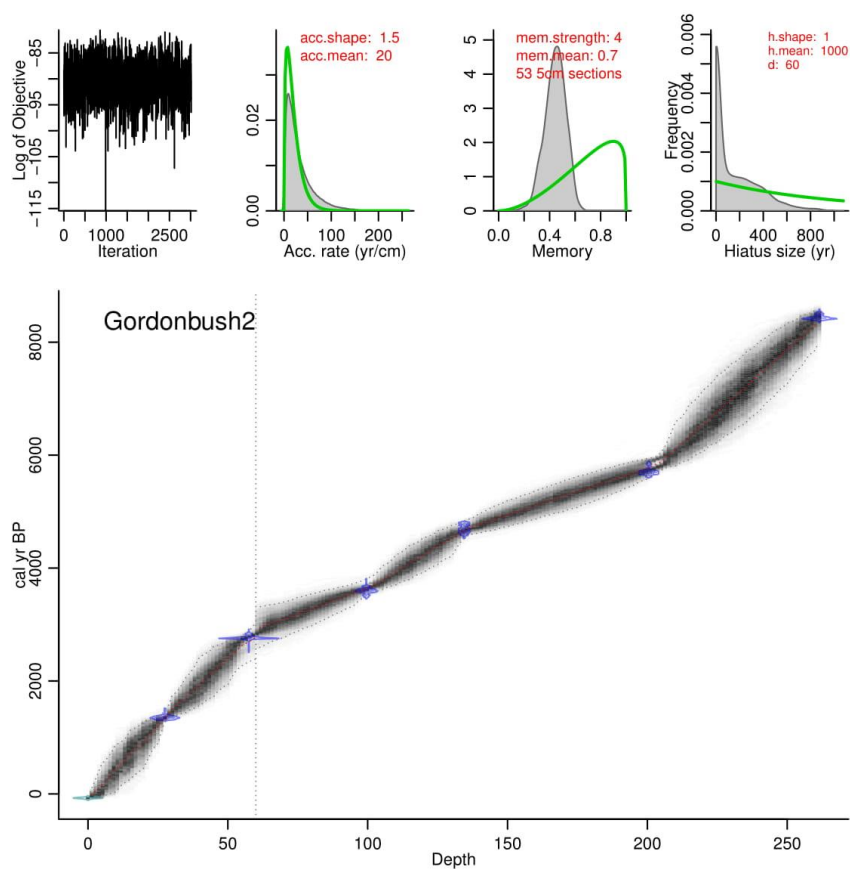 Log of Objective
-115
-105
-95
-85
0
1000
2500
Iteration
acc.shape: 1.5
acc.mean: 20
0.00
0.02
0
100
200
Acc. rate (yr/cm)
mem.strength: 4
mem.mean: 0.7
53 5cm sections
0
1
2
3
4
5
0.0
0.4
0.8
Memory
h.shape: 1
h.mean: 1000
d: 60
Frequency
0.000
0.002
0.004
0.006
0
400
800
Hiatus size (yr)
Gordonbush2
cal yr BP
0
2000
4000
6000
8000
0
50
100
150
200
250
Depth